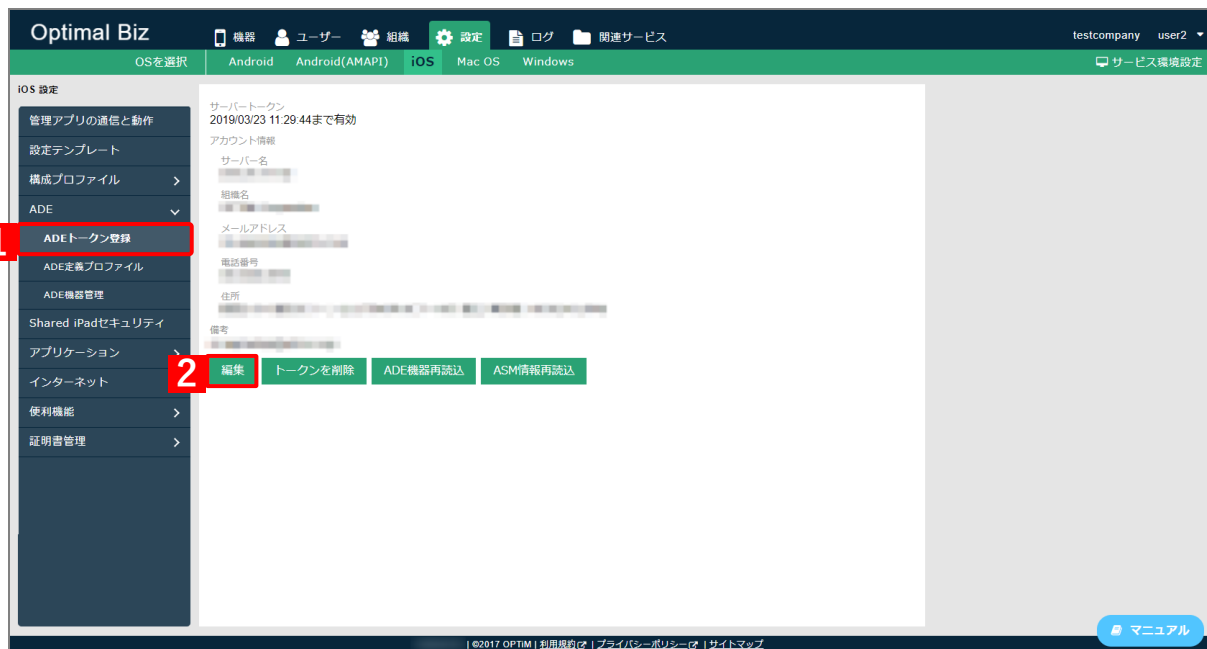 Optimal Biz 機器 ユーザー 組織 設定 ログ 関連サービス testcompany user2
OSを選択 Android Android(AMAPI) iOS Mac OS Windows サービス環境設定
iOS 設定
管理アプリの通信と動作
設定テンプレート
構成プロファイル
ADE
1 ADEトークン登録
ADE定義プロファイル
ADE機器管理
Shared iPadセキュリティ
アプリケーション
インターネット
便利機能
証明書管理
サーバートークン
2019/03/23 11:29:44まで有効
アカウント情報
サーバー名
組織名
メールアドレス
電話番号
住所
備考
2 編集 トークンを削除 ADE機器再読込 ASM情報再読込
マニュアル
| ©2017 OPTiM | 利用規約 | プライバシーポリシー | サイトマップ